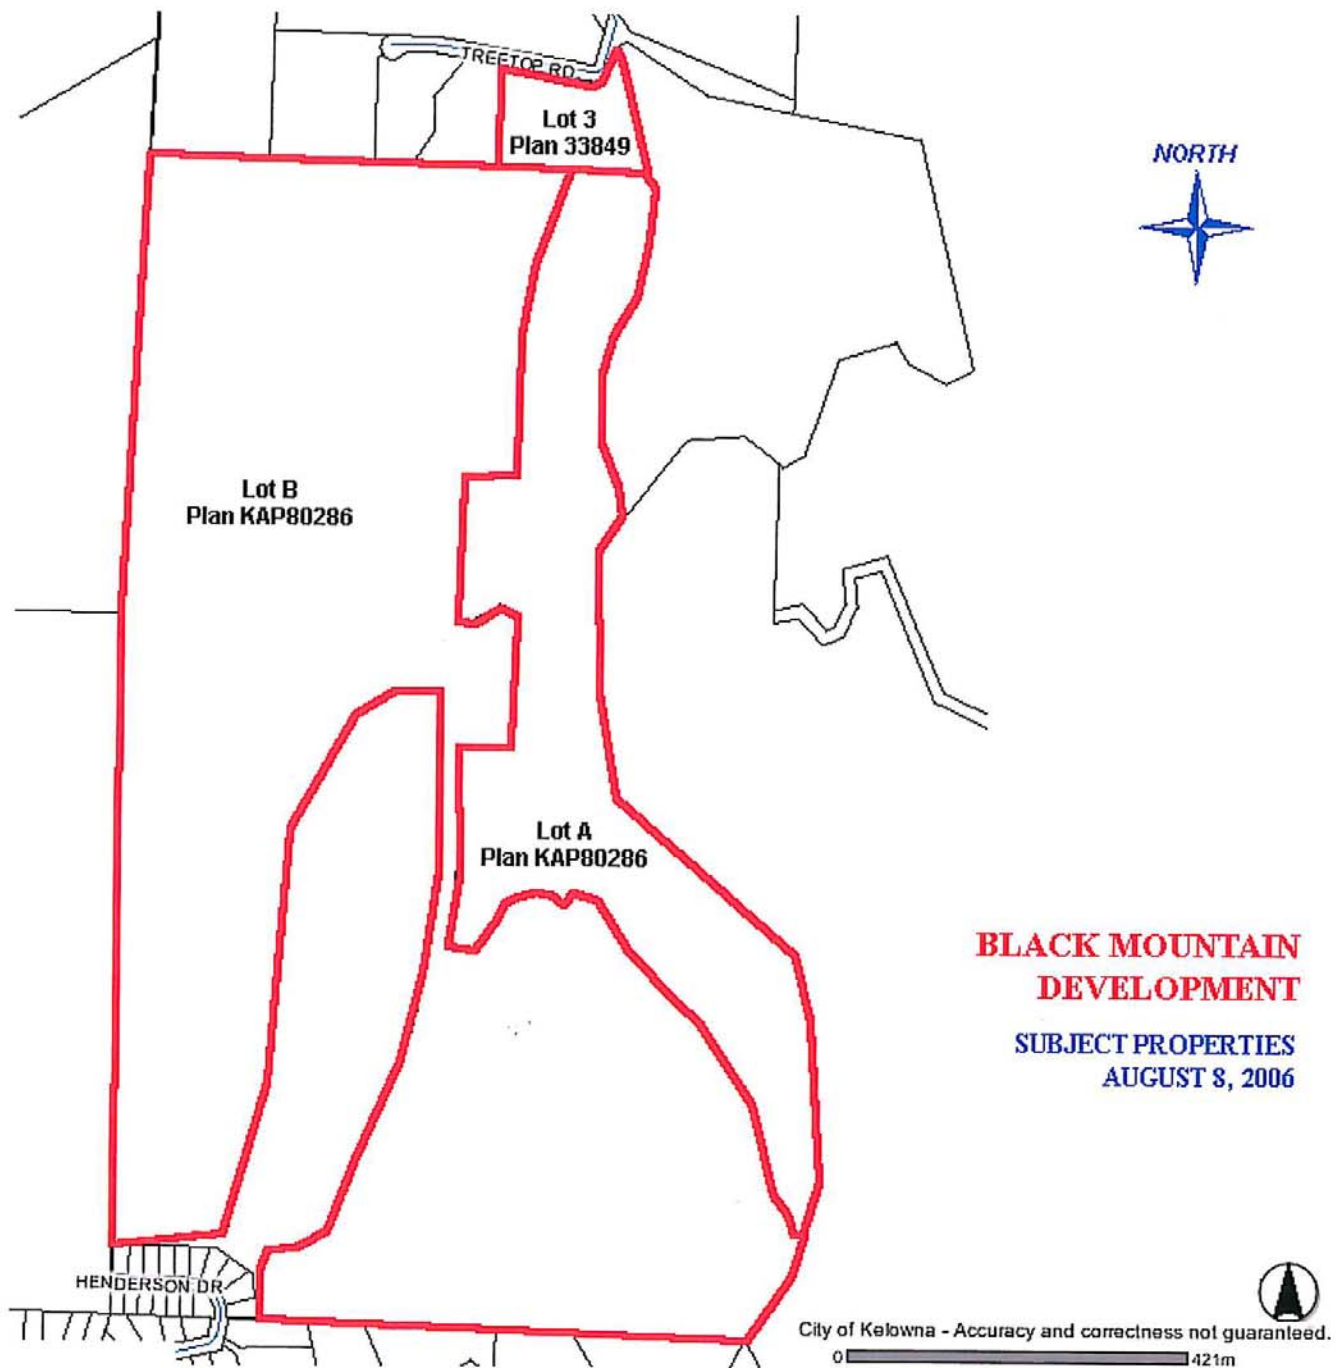 TREETOP RD
Lot 3
Plan 33849
NORTH
Lot B
Plan KAP80286
Lot A
Plan KAP80286
BLACK MOUNTAIN
DEVELOPMENT
SUBJECT PROPERTIES
AUGUST 8, 2006
HENDERSON DR
City of Kelowna - Accuracy and correctness not guaranteed.
0 421m